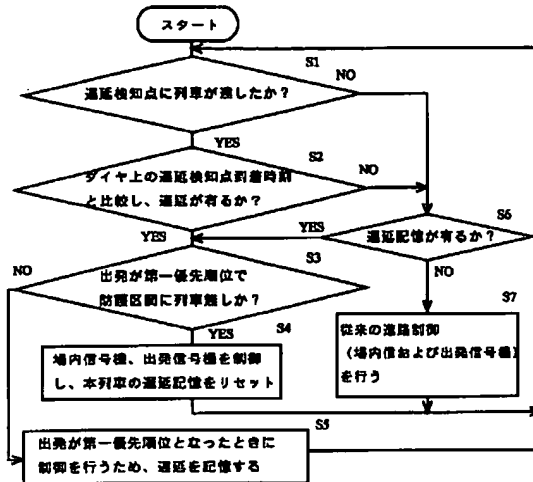 スタート
S1
NO
遅延検知点に列車が達したか?
YES
S2
NO
ダイヤ上の遅延検知点到着時刻
と比較し、遅延が有るか?
YES
YES
S6
遅延記憶が有るか?
NO
S3
出発が第一優先順位で
防護区間に列車無しか?
NO
S7
YES
S4
場内信号機、出発信号機を制御
し、本列車の遅延記憶をリセット
従来の進路制御
(場内信および出発信号機)
を行う
S5
出発が第一優先順位となったときに
制御を行うため、遅延を記憶する